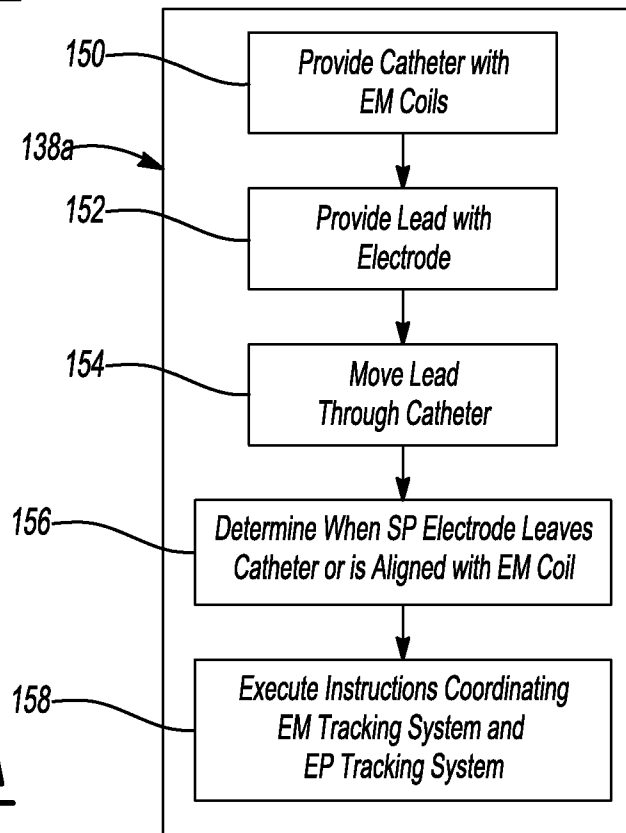 150
Provide Catheter with
EM Coils
138a
152
Provide Lead with
Electrode
154
Move Lead
Through Catheter
156
Determine When SP Electrode Leaves
Catheter or is Aligned with EM Coil
158
Execute Instructions Coordinating
EM Tracking System and
EP Tracking System